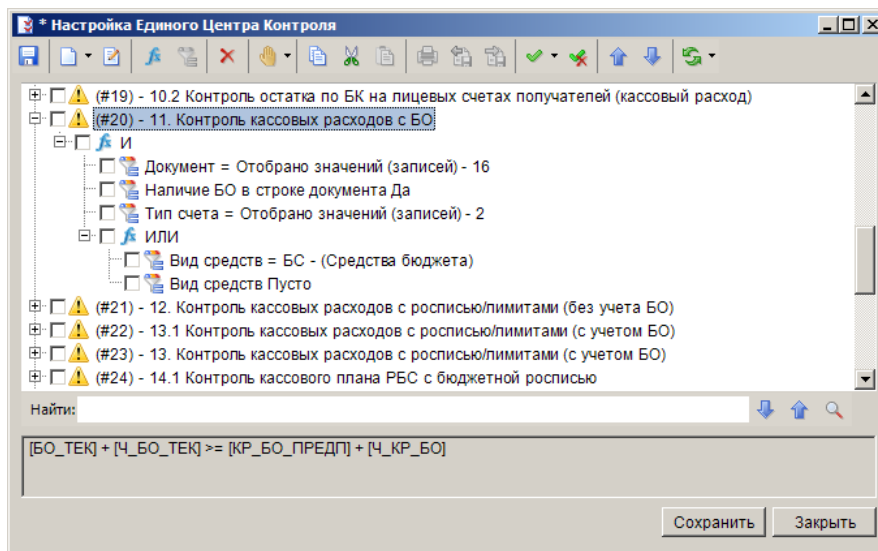 * Настройка Единого Центра Контроля
(#19) - 10.2 Контроль остатка по БК на лицевых счетах получателей (кассовый расход)
(#20) - 11. Контроль кассовых расходов с БО
И
Документ = Отобрано значений (записей) - 16
Наличие БО в строке документа Да
Тип счета = Отобрано значений (записей) - 2
ИЛИ
Вид средств = БС - (Средства бюджета)
Вид средств Пусто
(#21) - 12. Контроль кассовых расходов с росписью/лимитами (без учета БО)
(#22) - 13.1 Контроль кассовых расходов с росписью/лимитами (с учетом БО)
(#23) - 13. Контроль кассовых расходов с росписью/лимитами (с учетом БО)
(#24) - 14.1 Контроль кассового плана РБС с бюджетной росписью
Найти:
[БО_ТЕК] + [Ч_БО_ТЕК] >= [КР_БО_ПРЕДП] + [Ч_КР_БО]
Сохранить Закрыть